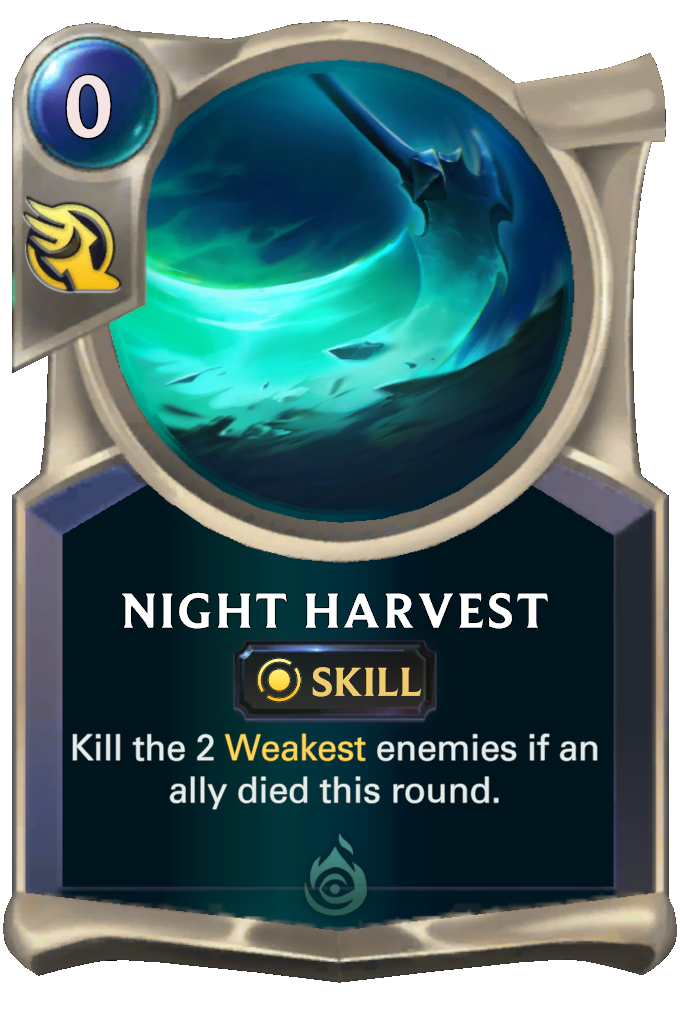 0
NIGHT HARVEST
SKILL
Kill the 2 Weakest enemies if an
ally died this round.